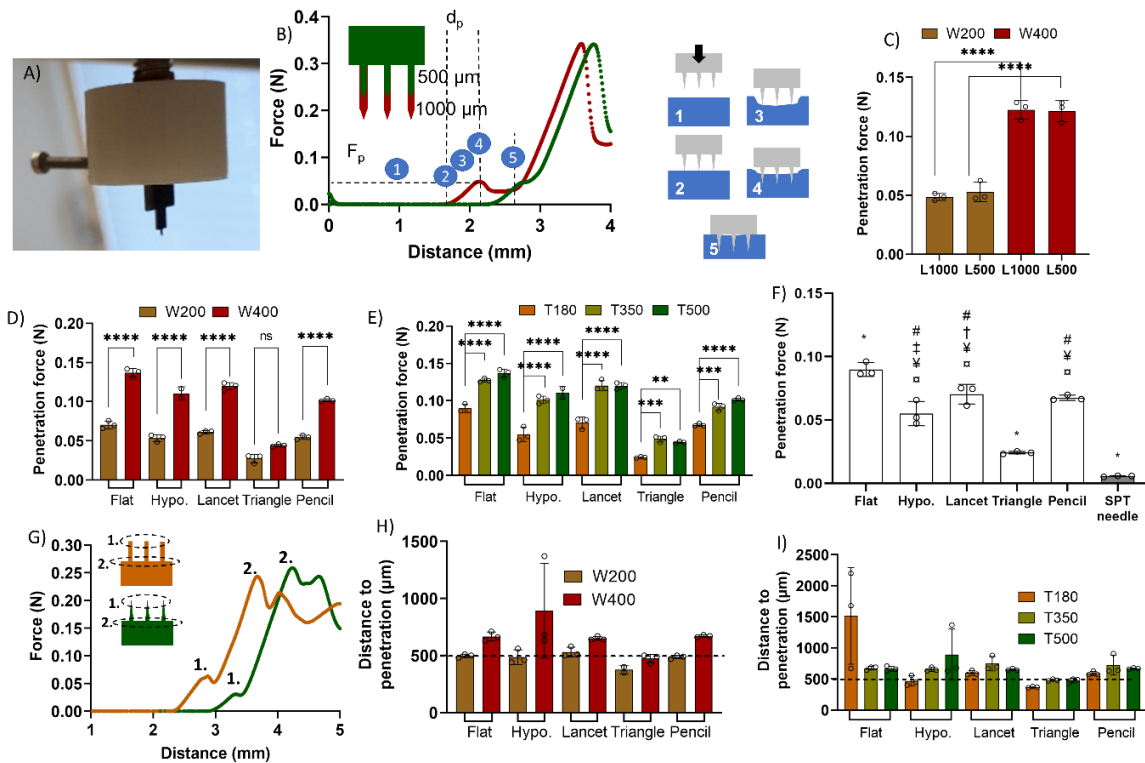 A)
B)
Force (N)
0.4
0.3
0.2
0.1
0.0
0
1
2
3
4
Distance (mm)
dp
500 µm
1000 µm
Fp
1
2
3
4
5
1
3
2
4
5
C)
W200 W400
****
****
Penetration force (N)
0.15
0.10
0.05
0.00
L1000 L500 L1000 L500
D)
W200 W400
Penetration force (N)
0.20
0.15
0.10
0.05
0.00
**** **** **** ns ****
Flat Hypo. Lancet Triangle Pencil
E)
T180 T350 T500
Penetration force (N)
0.20
0.15
0.10
0.05
0.00
****
****
****
****
****
****
**
***
****
***
Flat Hypo. Lancet Triangle Pencil
F)
Penetration force (N)
0.15
0.10
0.05
0.00
*
#
‡
¥
¤
#
†
¥
¤
*
#
¥
¤
*
Flat Hypo. Lancet Triangle Pencil SPT
needle
G)
Force (N)
0.30
0.25
0.20
0.15
0.10
0.05
0.00
1.
2.
1.
2.
1.
2.
1.
2.
1 2 3 4 5
Distance (mm)
H)
Distance to
penetration (µm)
1500
1000
500
0
W200
W400
Flat Hypo. Lancet Triangle Pencil
I)
Distance to
penetration (µm)
2500
2000
1500
1000
500
0
T180
T350
T500
Flat Hypo. Lancet Triangle Pencil